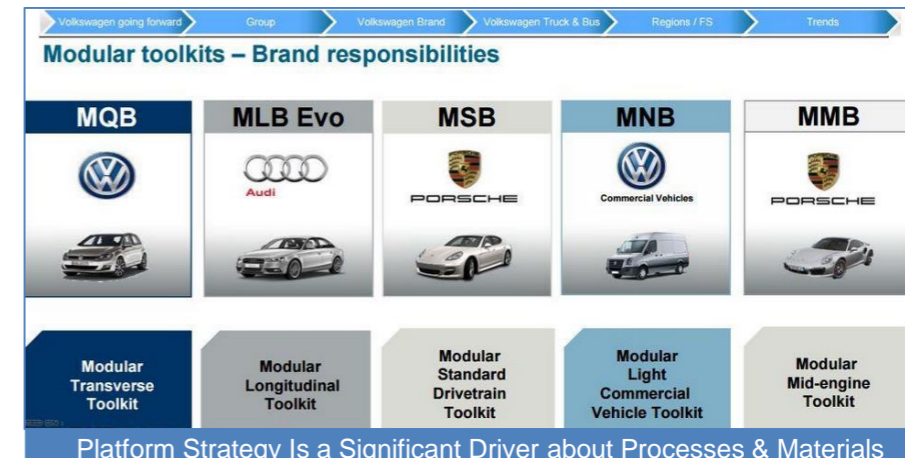 Volkswagen going forward Group Volkswagen Brand Volkswagen Truck & Bus Regions / FS Trends
Modular toolkits – Brand responsibilities
MQB MLB Evo MSB MNB MMB
Audi
PORSCHE
Commercial Vehicles
PORSCHE
Modular
Transverse
Toolkit
Modular
Longitudinal
Toolkit
Modular
Standard
Drivetrain
Toolkit
Modular
Light
Commercial
Vehicle Toolkit
Modular
Mid-engine
Toolkit
Platform Strategy Is a Significant Driver about Processes & Materials